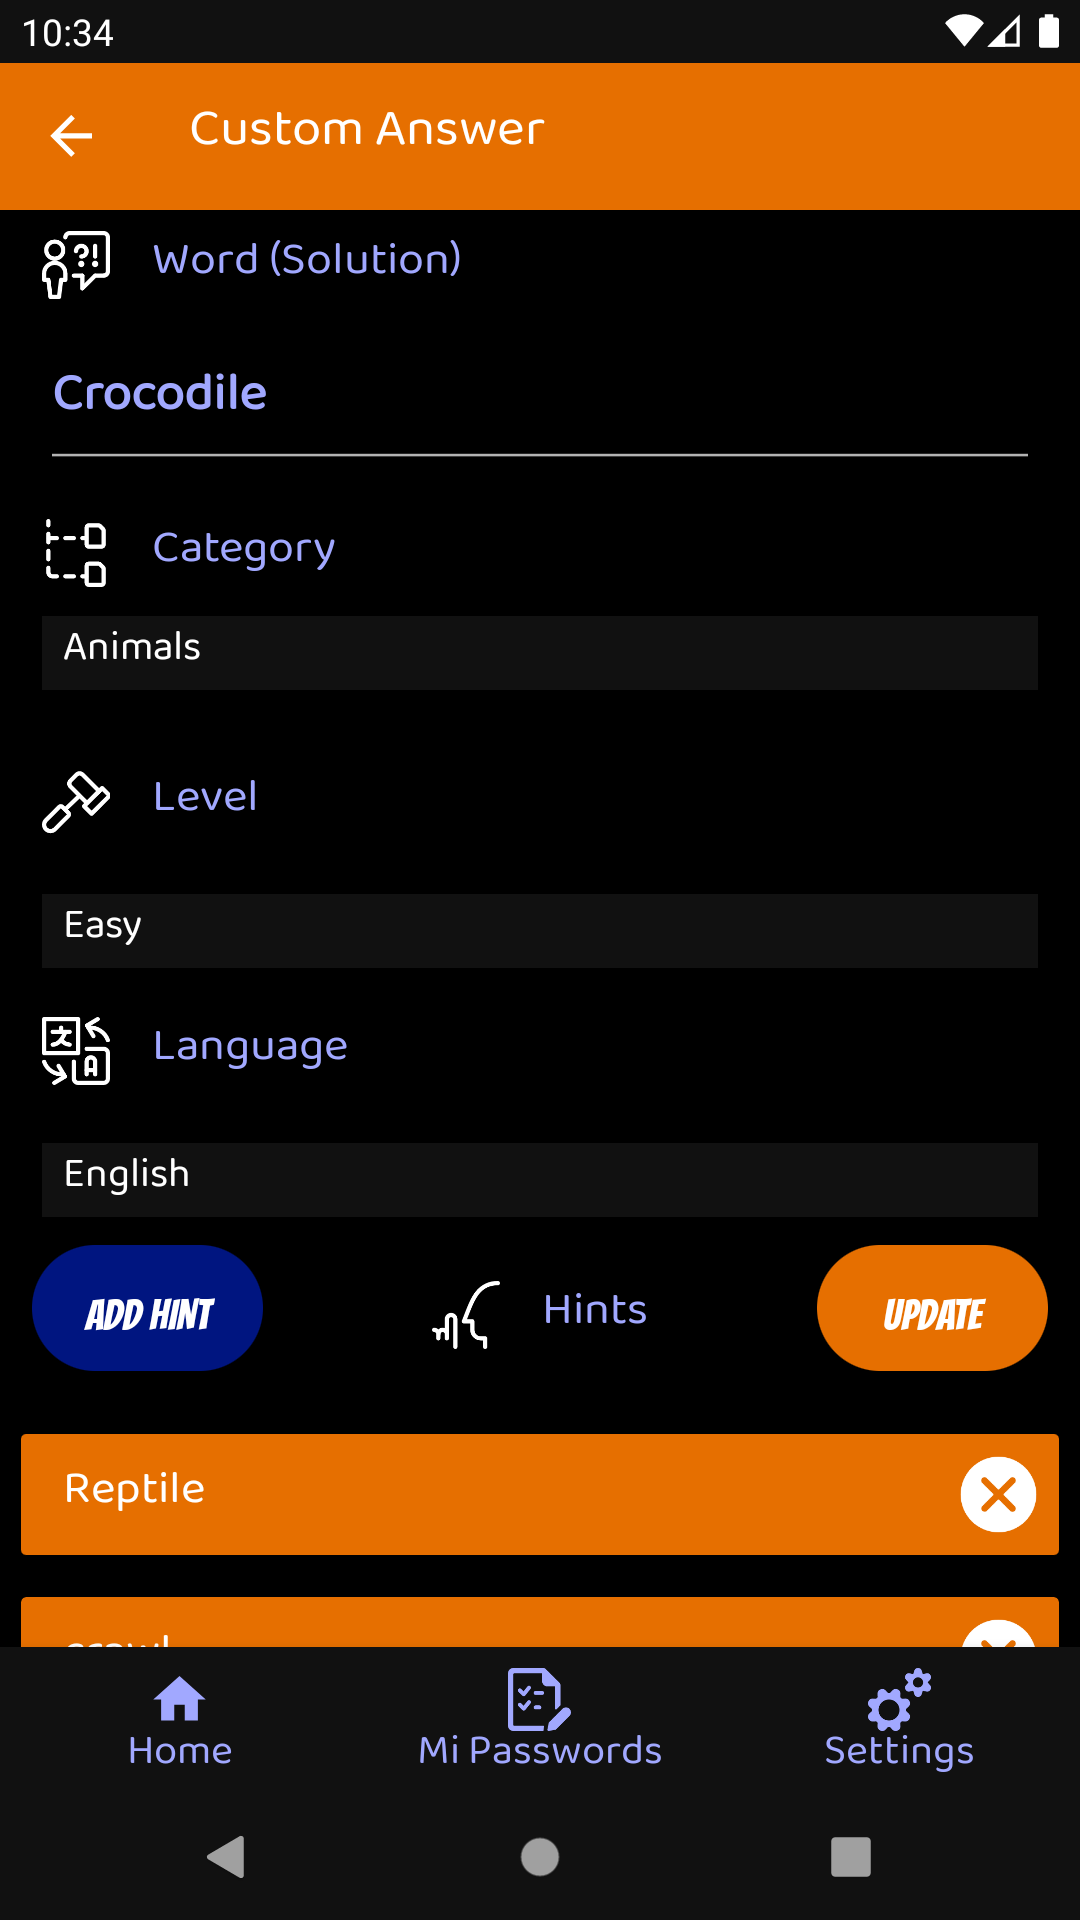 10:34
Custom Answer
Word (Solution)
Crocodile
Category
Animals
Level
Easy
Language
English
ADD HINT
Hints
UPDATE
Reptile
crawl
Home
Mi Passwords
Settings